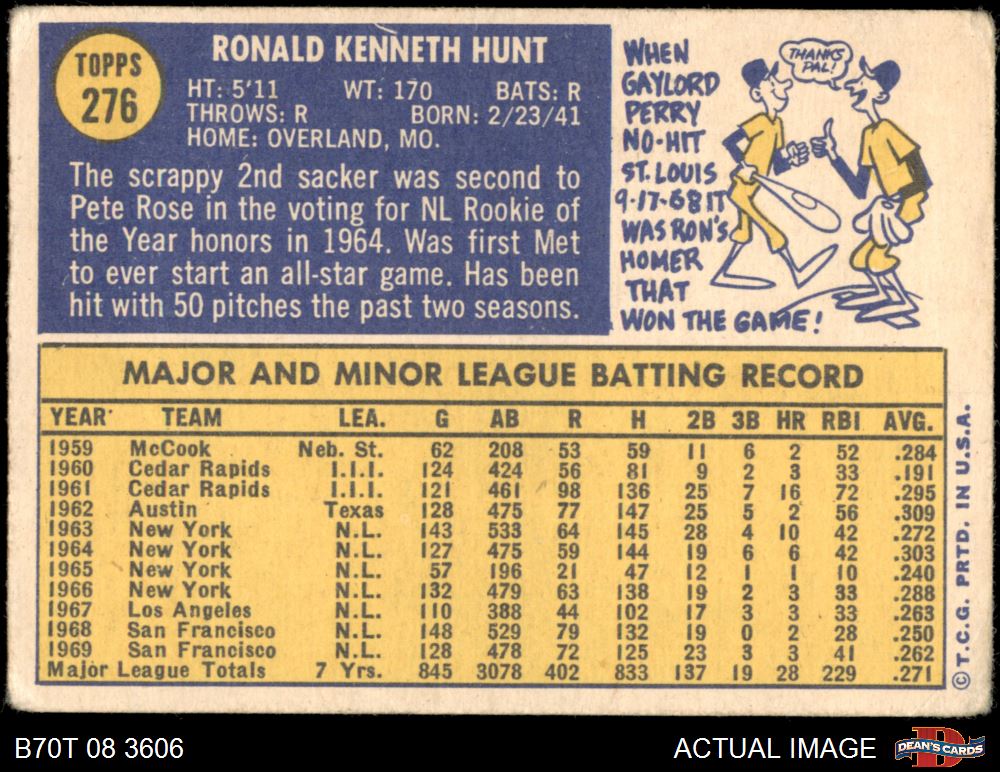 TOPPS
276
RONALD KENNETH HUNT
HT: 5'11 WT: 170 BATS: R
THROWS: R BORN: 2/23/41
HOME: OVERLAND, MO.
The scrappy 2nd sacker was second to
Pete Rose in the voting for NL Rookie of
the Year honors in 1964. Was first Met
to ever start an all-star game. Has been
hit with 50 pitches the past two seasons.
WHEN
GAYLORD
PERRY
NO-HIT
ST. LOUIS
9-17-68 IT
WAS RON'S
HOMER
THAT
WON THE GAME!
THANKS
PAL!
MAJOR AND MINOR LEAGUE BATTING RECORD
YEAR TEAM LEA. G AB R H 2B 3B HR RBI AVG.
1959 McCook Neb. St. 62 208 53 59 11 6 2 52 .284
1960 Cedar Rapids I.I.I. 124 424 56 81 9 2 3 33 .191
1961 Cedar Rapids I.I.I. 121 461 98 136 25 7 16 72 .295
1962 Austin Texas 128 475 77 147 25 5 2 56 .309
1963 New York N.L. 143 533 64 145 28 4 10 42 .272
1964 New York N.L. 127 475 59 144 19 6 6 42 .303
1965 New York N.L. 57 196 21 47 12 1 1 10 .240
1966 New York N.L. 132 479 63 138 19 2 3 33 .288
1967 Los Angeles N.L. 110 388 44 102 17 3 3 33 .263
1968 San Francisco N.L. 148 529 79 132 19 0 2 28 .250
1969 San Francisco N.L. 128 478 72 125 23 3 3 41 .262
Major League Totals 7 Yrs. 845 3078 402 833 137 19 28 229 .271
© T.C.G. PRTD. IN U.S.A.
B70T 08 3606
ACTUAL IMAGE
DEAN'S CARDS